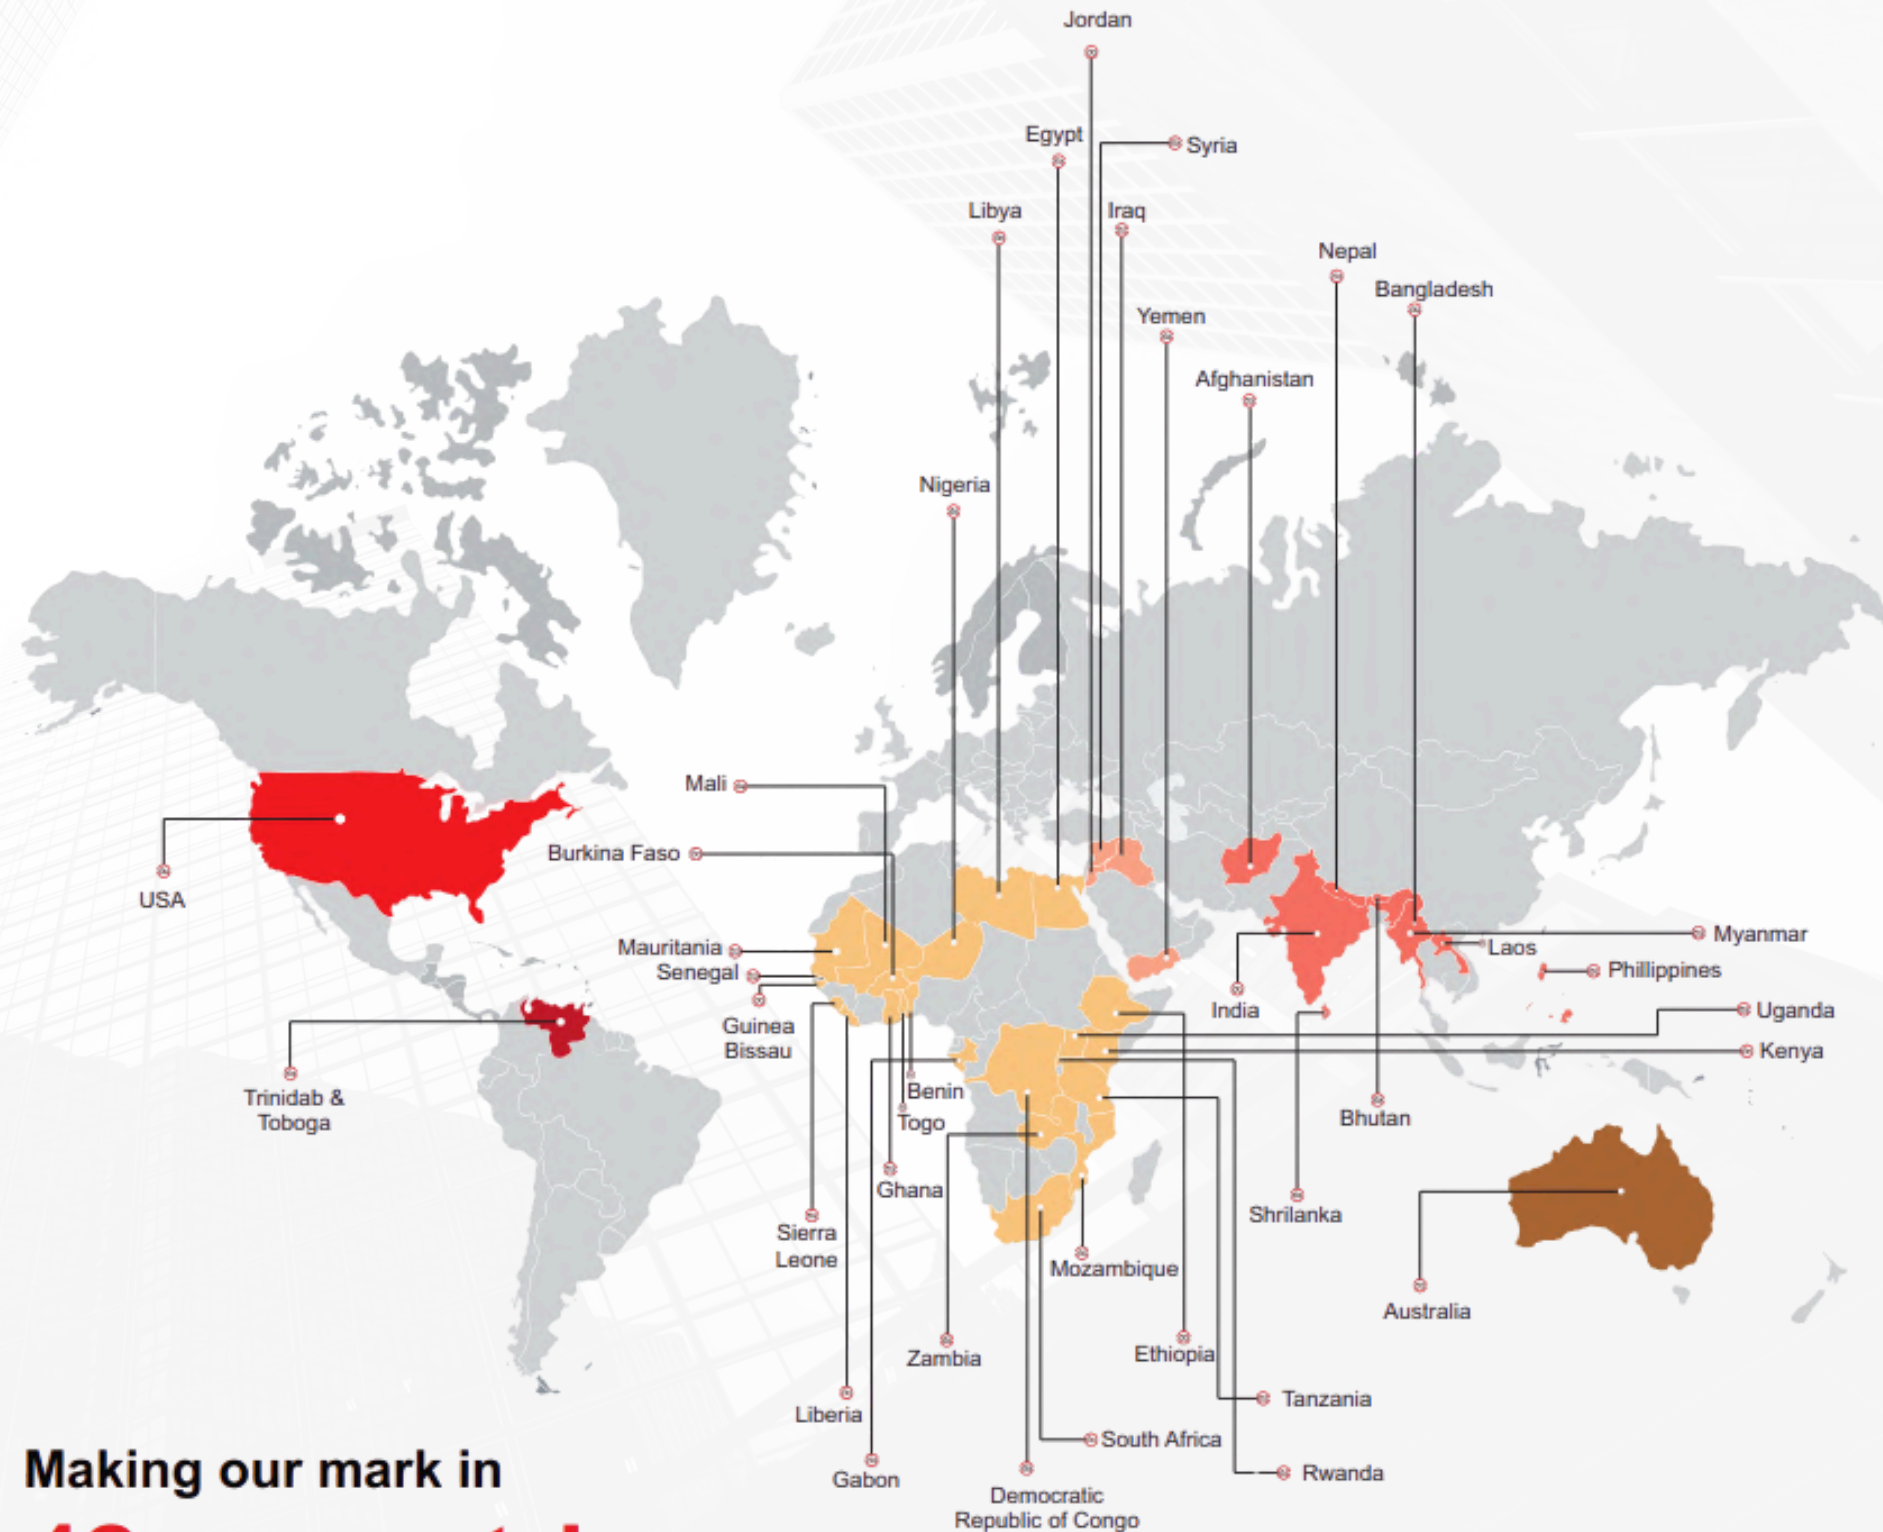 Jordan
Egypt
Syria
Libya
Iraq
Nepal
Bangladesh
Yemen
Afghanistan
Nigeria
Mali
Burkina Faso
USA
Mauritania
Senegal
Guinea
Bissau
Myanmar
Laos
Phillippines
India
Uganda
Kenya
Trinidab &
Toboga
Benin
Togo
Bhutan
Ghana
Shrilanka
Sierra
Leone
Mozambique
Australia
Zambia
Ethiopia
Tanzania
Liberia
South Africa
Gabon
Rwanda
Democratic
Republic of Congo
Making our mark in